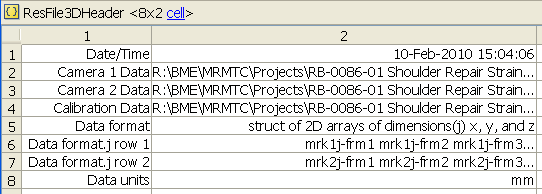 ResFile3DHeader <8x2 cell>
1 2
1 Date/Time 10-Feb-2010 15:04:06
2 Camera 1 Data R:\BME\MRMTC\Projects\RB-0086-01 Shoulder Repair Strain...
3 Camera 2 Data R:\BME\MRMTC\Projects\RB-0086-01 Shoulder Repair Strain...
4 Calibration Data R:\BME\MRMTC\Projects\RB-0086-01 Shoulder Repair Strain...
5 Data format struct of 2D arrays of dimensions(j) x, y, and z
6 Data format.j row 1 mrk1j-frm1 mrk1j-frm2 mrk1j-frm3...
7 Data format.j row 2 mrk2j-frm1 mrk2j-frm2 mrk2j-frm3...
8 Data units mm